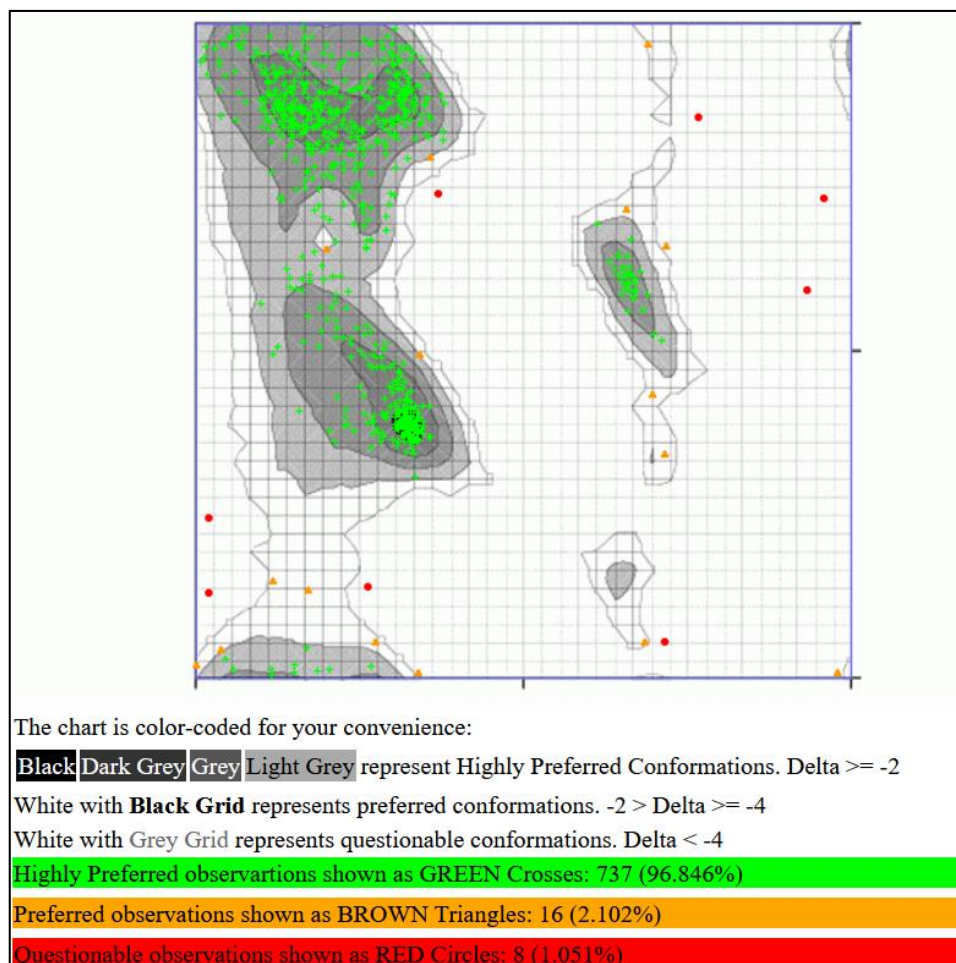 The chart is color-coded for your convenience:
Black Dark Grey Grey Light Grey represent Highly Preferred Conformations. Delta >= -2
White with Black Grid represents preferred conformations. -2 > Delta >= -4
White with Grey Grid represents questionable conformations. Delta < -4
Highly Preferred observartions shown as GREEN Crosses: 737 (96.846%)
Preferred observations shown as BROWN Triangles: 16 (2.102%)
Questionable observations shown as RED Circles: 8 (1.051%)